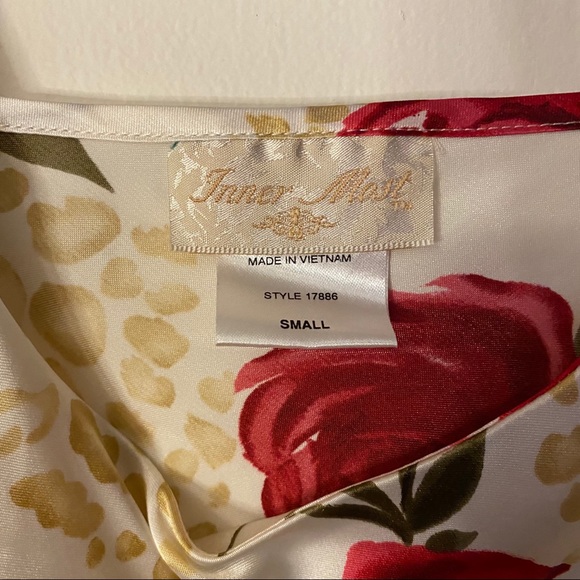 Inner Most
MADE IN VIETNAM
STYLE 17886
SMALL